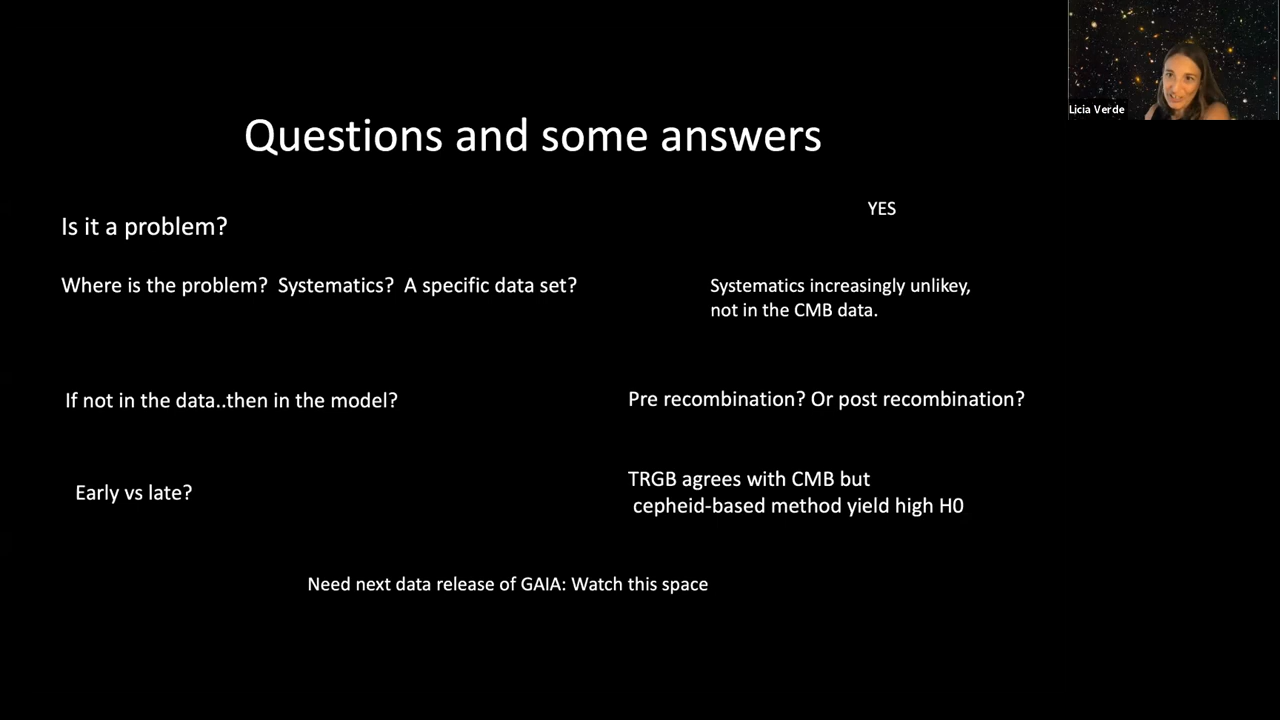 Licia Verde
Questions and some answers
Is it a problem?
YES
Where is the problem? Systematics? A specific data set?
Systematics increasingly unlikey,
not in the CMB data.
If not in the data..then in the model?
Pre recombination? Or post recombination?
Early vs late?
TRGB agrees with CMB but
cepheid-based method yield high H0
Need next data release of GAIA: Watch this space